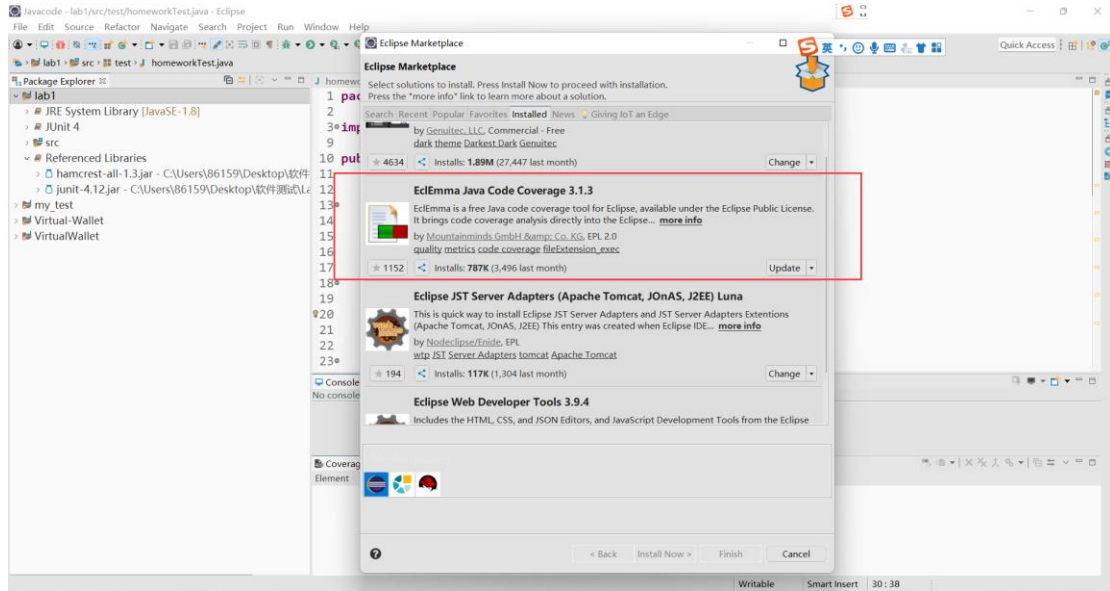 Javacode - lab1/src/test/homeworkTest.java - Eclipse
File Edit Source Refactor Navigate Search Project Run Window Help
Quick Access
lab1 src test homeworkTest.java
Package Explorer
lab1
JRE System Library [JavaSE-1.8]
JUnit 4
src
Referenced Libraries
hamcrest-all-1.3.jar - C:\Users\86159\Desktop\软件测
junit-4.12.jar - C:\Users\86159\Desktop\软件测试\La
my_test
Virtual-Wallet
VirtualWallet
homewo
1 pac
2
3 imp
9
10 pub
11
12
13
14
15
16
17
18
19
20
21
22
23
Console
No console
Coverag
Element
Eclipse Marketplace
英
Eclipse Marketplace
Select solutions to install. Press Install Now to proceed with installation.
Press the "more info" link to learn more about a solution.
Search Recent Popular Favorites Installed News Giving IoT an Edge
by Genuitec, LLC, Commercial - Free
dark theme Darkest Dark Genuitec
4634 Installs: 1.89M (27,447 last month) Change
EclEmma Java Code Coverage 3.1.3
EclEmma is a free Java code coverage tool for Eclipse, available under the Eclipse Public License.
It brings code coverage analysis directly into the Eclipse... more info
by Mountainminds GmbH &amp; Co. KG, EPL 2.0
quality metrics code coverage fileExtension_exec
1152 Installs: 787K (3,496 last month) Update
Eclipse JST Server Adapters (Apache Tomcat, JOnAS, J2EE) Luna
This is quick way to install Eclipse JST Server Adapters and JST Server Adapters Extentions
(Apache Tomcat, JOnAS, J2EE) This entry was created when Eclipse IDE... more info
by Nodeclipse/Enide, EPL
wtp JST Server Adapters tomcat Apache Tomcat
194 Installs: 117K (1,304 last month) Change
Eclipse Web Developer Tools 3.9.4
Includes the HTML, CSS, and JSON Editors, and JavaScript Development Tools from the Eclipse
< Back Install Now > Finish Cancel
Writable Smart Insert 30 : 38